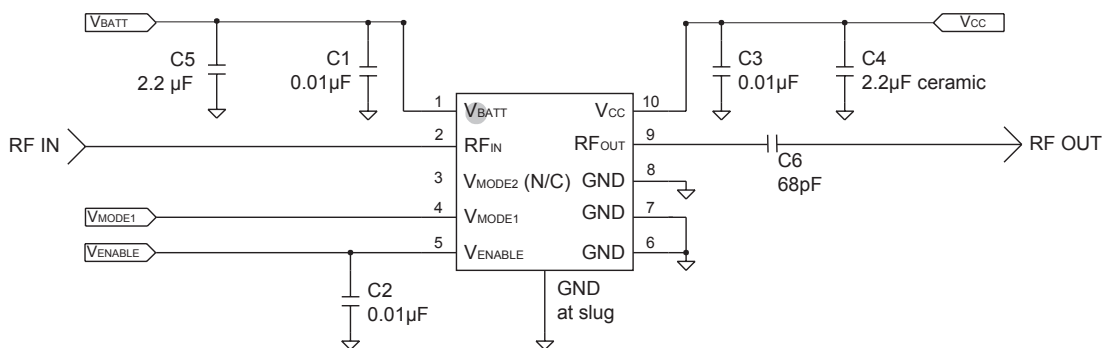 VBATT
VCC
C5
2.2 µF
C1
0.01µF
C3
0.01µF
C4
2.2µF ceramic
1
VBATT
VCC
10
RF IN
2
RFIN
RFOUT
9
RF OUT
C6
68pF
3
VMODE2 (N/C)
GND
8
VMODE1
4
VMODE1
GND
7
VENABLE
5
VENABLE
GND
6
C2
0.01µF
GND
at slug